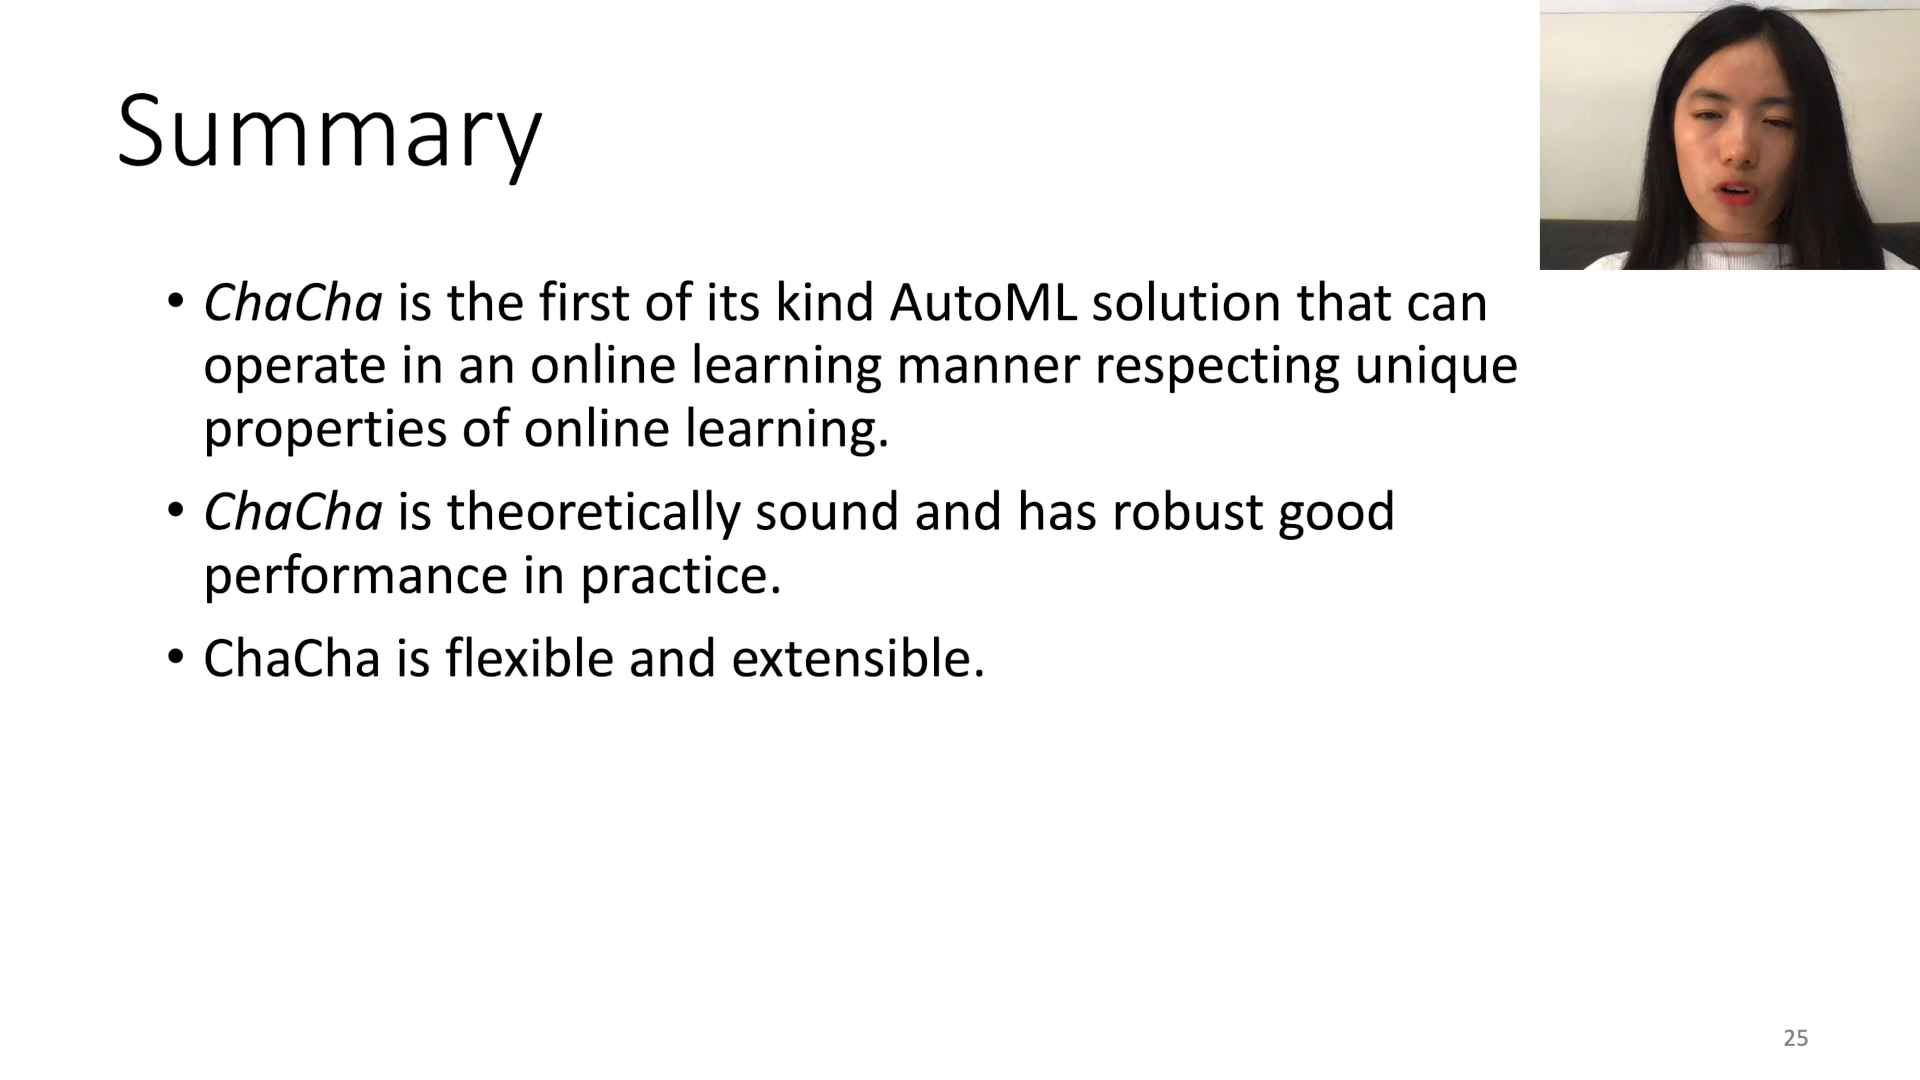 Summary
• ChaCha is the first of its kind AutoML solution that can
operate in an online learning manner respecting unique
properties of online learning.
• ChaCha is theoretically sound and has robust good
performance in practice.
• ChaCha is flexible and extensible.
25